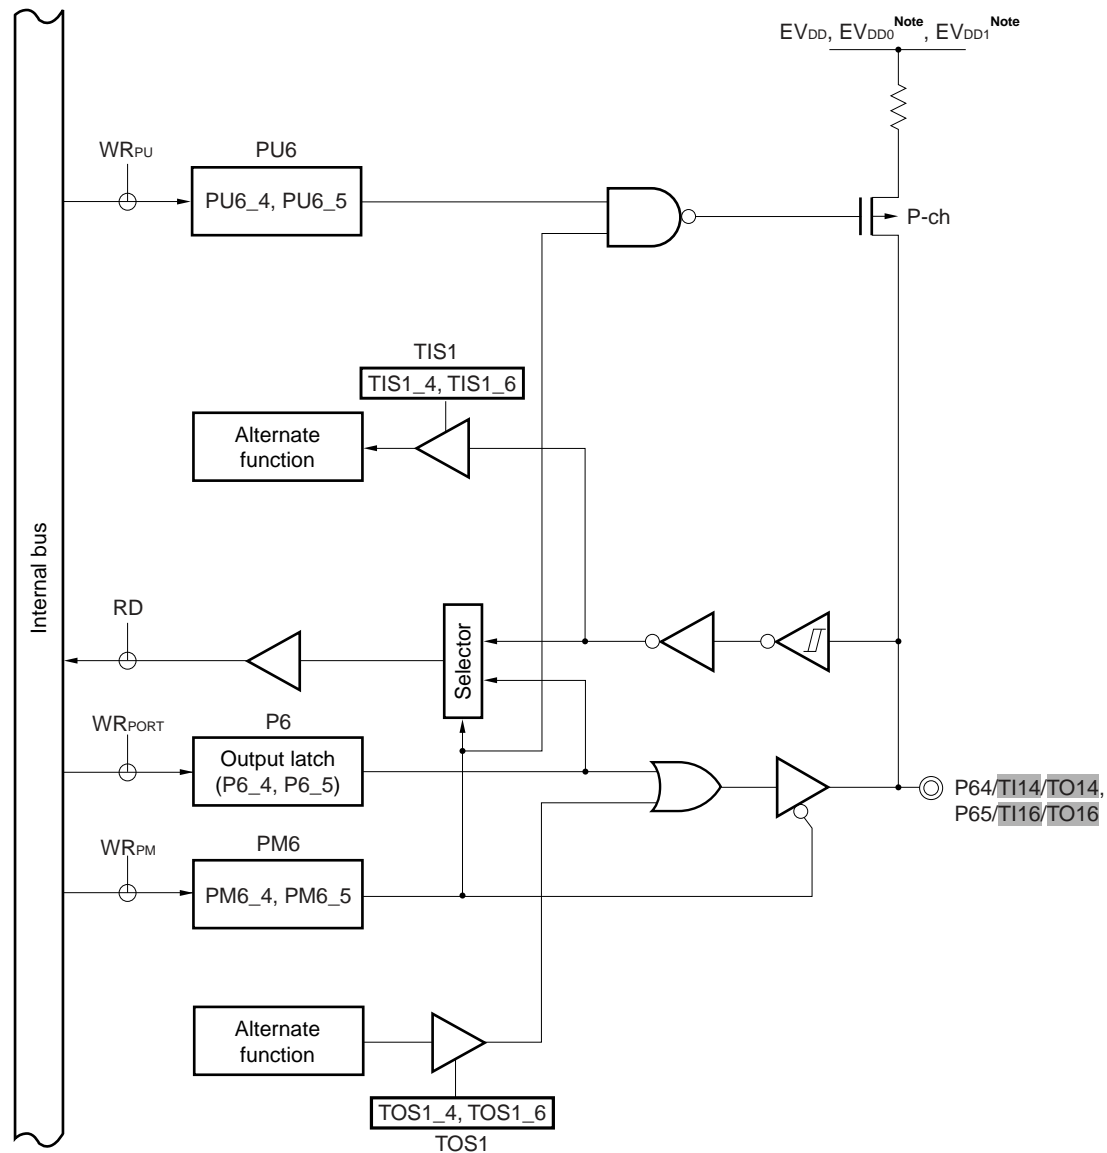 EVDD, EVDD0Note, EVDD1Note
WRPU
PU6
PU6_4, PU6_5
P-ch
TIS1
TIS1_4, TIS1_6
Alternate
function
Internal bus
RD
Selector
WRPORT
P6
Output latch
(P6_4, P6_5)
P64/TI14/TO14,
P65/TI16/TO16
WRPM
PM6
PM6_4, PM6_5
Alternate
function
TOS1_4, TOS1_6
TOS1